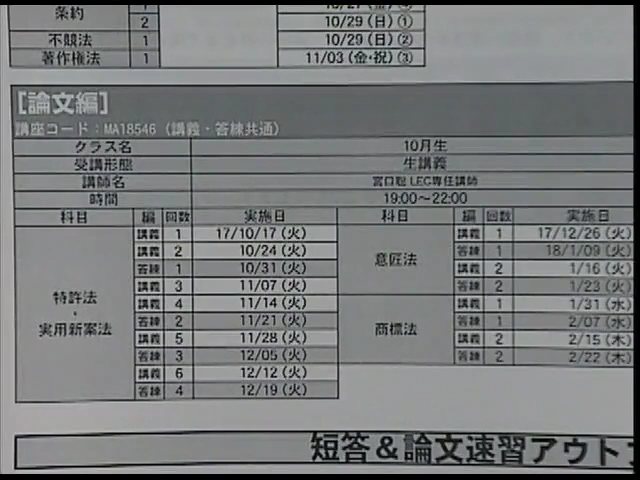 条約
1
10/27(金)
2 10/29(日)①
不競法 1 10/29(日)②
著作権法 1 11/03(金・祝)③
[論文編]
講座コード:MA18546(講義・答練共通)
クラス名 10月生
受講形態 生講義
講師名 宮口聡 LEC専任講師
時間 19:00〜22:00
科目 編 回数 実施日 科目 編 回数 実施日
特許法・実用新案法
講義 1 17/10/17(火)
講義 2 10/24(火)
答練 1 10/31(火)
講義 3 11/07(火)
講義 4 11/14(火)
答練 2 11/21(火)
講義 5 11/28(火)
答練 3 12/05(火)
講義 6 12/12(火)
答練 4 12/19(火)
意匠法
講義 1 17/12/26(火)
答練 1 18/1/09(火)
講義 2 1/16(火)
答練 2 1/23(火)
商標法
講義 1 1/31(水)
答練 1 2/07(水)
講義 2 2/15(木)
答練 2 2/22(木)
短答&論文速習アウト